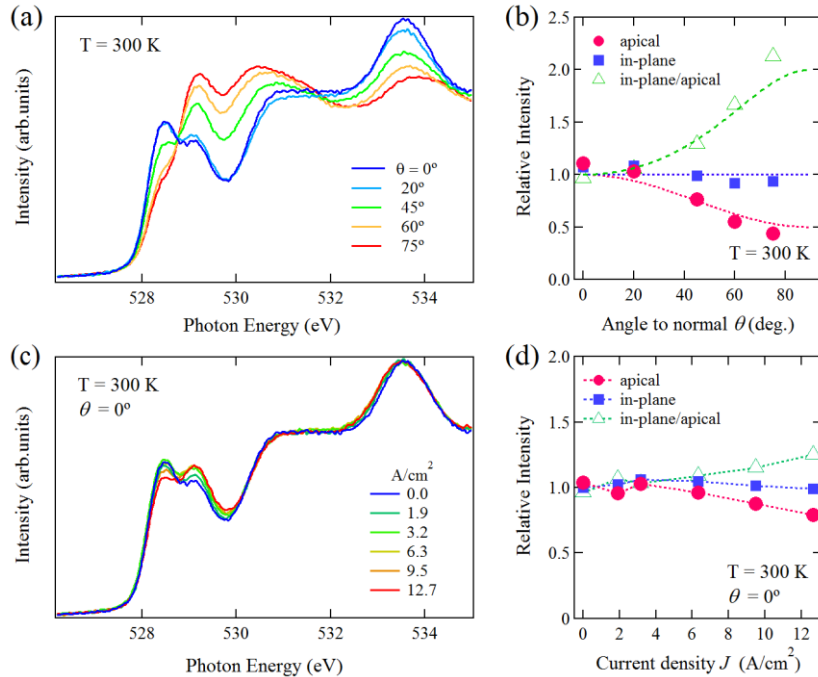 (a)
T = 300 K
Intensity (arb.units)
θ = 0º
20º
45º
60º
75º
528
530
532
534
Photon Energy (eV)
(b)
2.5
2.0
1.5
1.0
0.5
0.0
Relative Intensity
apical
in-plane
in-plane/apical
T = 300 K
0
20
40
60
80
Angle to normal θ (deg.)
(c)
T = 300 K
θ = 0º
Intensity (arb.units)
A/cm²
0.0
1.9
3.2
6.3
9.5
12.7
528
530
532
534
Photon Energy (eV)
(d)
2.0
1.5
1.0
0.5
0
Relative Intensity
apical
in-plane
in-plane/apical
T = 300 K
θ = 0º
0
2
4
6
8
10
12
Current density J (A/cm²)